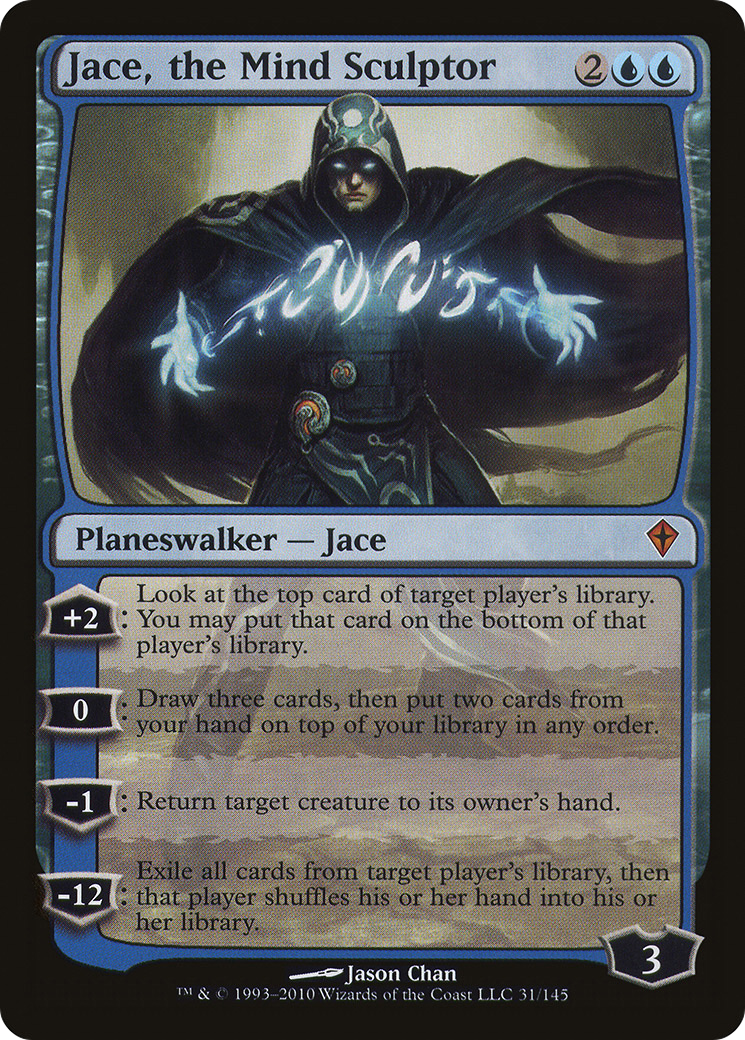 Jace, the Mind Sculptor 2
Planeswalker — Jace
+2: Look at the top card of target player's library.
You may put that card on the bottom of that
player's library.
0: Draw three cards, then put two cards from
your hand on top of your library in any order.
-1: Return target creature to its owner's hand.
-12: Exile all cards from target player's library, then
that player shuffles his or her hand into his or
her library.
3
Jason Chan
™ & © 1993–2010 Wizards of the Coast LLC 31/145